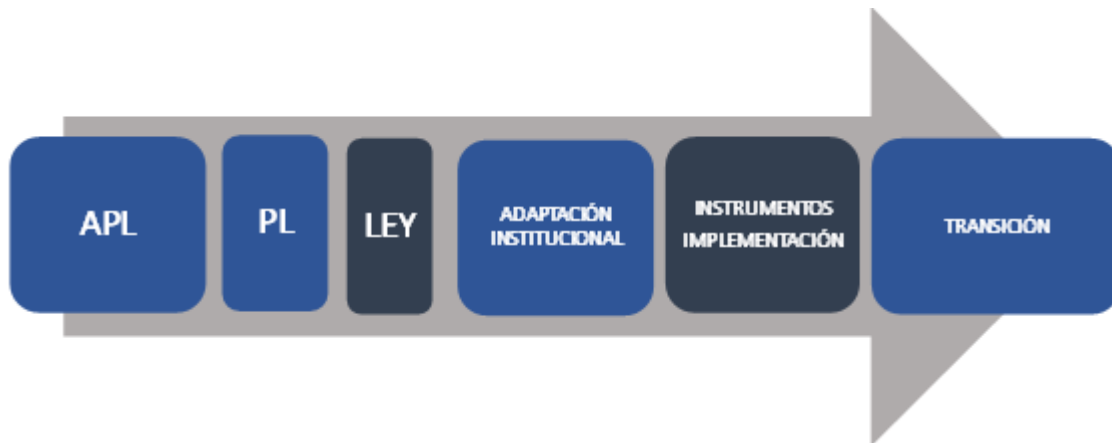 APL
PL
LEY
ADAPTACIÓN
INSTITUCIONAL
INSTRUMENTOS
IMPLEMENTACIÓN
TRANSICIÓN